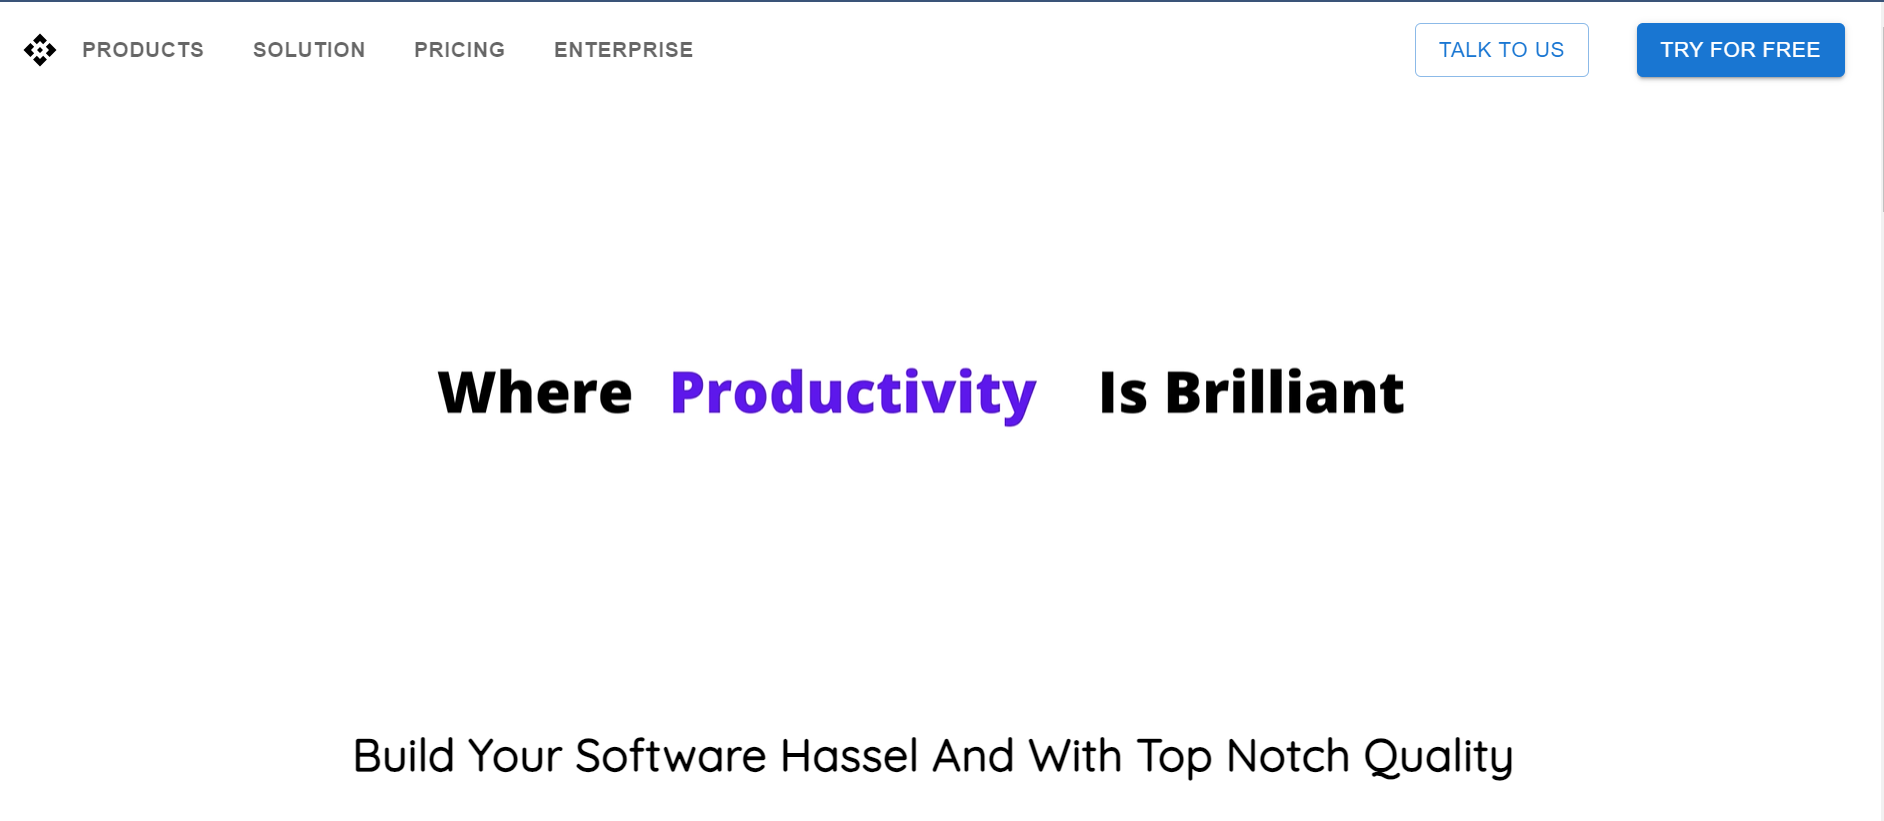 PRODUCTS SOLUTION PRICING ENTERPRISE TALK TO US TRY FOR FREE
Where Productivity Is Brilliant
Build Your Software Hassel And With Top Notch Quality